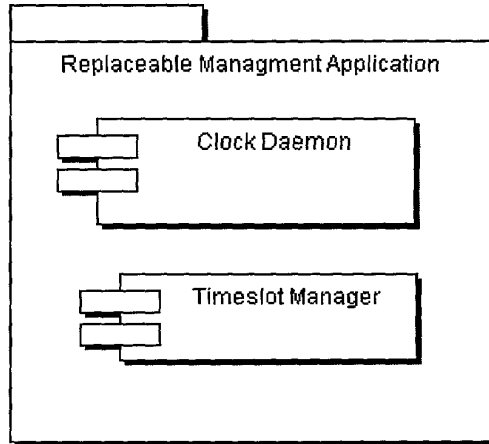 Replaceable Managment Application
Clock Daemon
Timeslot Manager